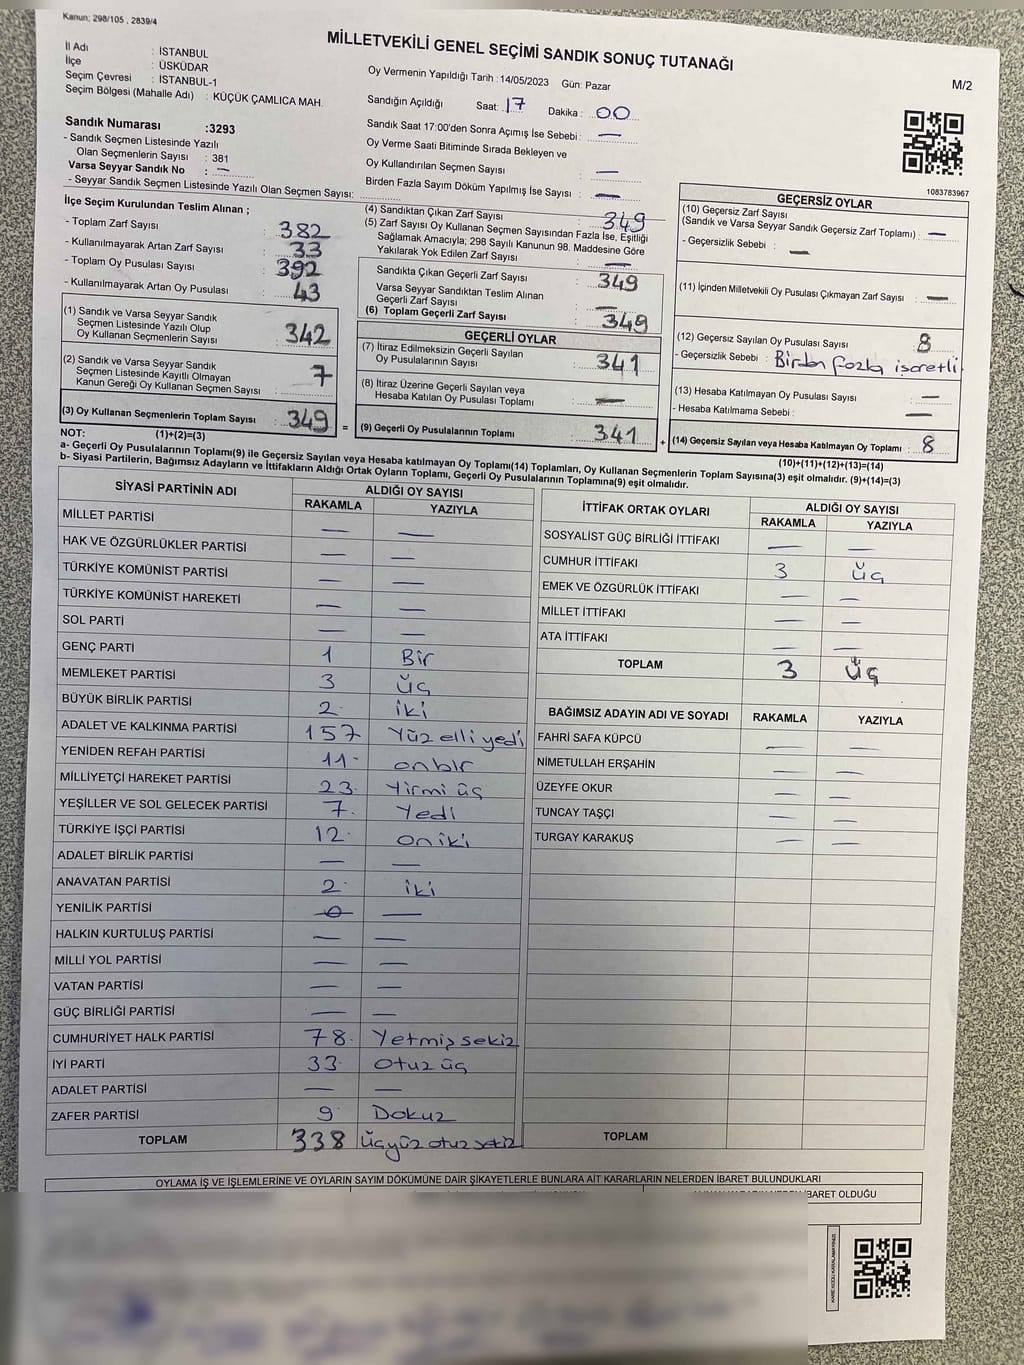 Kanun; 298/105 , 2839/4
MİLLETVEKİLİ GENEL SEÇİMİ SANDIK SONUÇ TUTANAĞI
M/2
İl Adı : İSTANBUL
İlçe : ÜSKÜDAR
Seçim Çevresi : İSTANBUL-1
Seçim Bölgesi (Mahalle Adı) : KÜÇÜK ÇAMLICA MAH.
Oy Vermenin Yapıldığı Tarih : 14/05/2023 Gün: Pazar
Sandığın Açıldığı Saat: 17 Dakika : 00
Sandık Saat 17:00'den Sonra Açımış İse Sebebi : —
Oy Verme Saati Bitiminde Sırada Bekleyen ve
Oy Kullandırılan Seçmen Sayısı : —
Birden Fazla Sayım Döküm Yapılmış İse Sayısı : —
Sandık Numarası :3293
- Sandık Seçmen Listesinde Yazılı
Olan Seçmenlerin Sayısı : 381
Varsa Seyyar Sandık No : —
- Seyyar Sandık Seçmen Listesinde Yazılı Olan Seçmen Sayısı:
1083783967
İlçe Seçim Kurulundan Teslim Alınan ;
- Toplam Zarf Sayısı : 382
- Kullanılmayarak Artan Zarf Sayısı : 33
- Toplam Oy Pusulası Sayısı : 392
- Kullanılmayarak Artan Oy Pusulası : 43
(1) Sandık ve Varsa Seyyar Sandık
Seçmen Listesinde Yazılı Olup
Oy Kullanan Seçmenlerin Sayısı : 342
(2) Sandık ve Varsa Seyyar Sandık
Seçmen Listesinde Kayıtlı Olmayan
Kanun Gereği Oy Kullanan Seçmen Sayısı : 7
(3) Oy Kullanan Seçmenlerin Toplam Sayısı : 349
(1)+(2)=(3)
(4) Sandıktan Çıkan Zarf Sayısı : 349
(5) Zarf Sayısı Oy Kullanan Seçmen Sayısından Fazla İse, Eşitliği
Sağlamak Amacıyla; 298 Sayılı Kanunun 98. Maddesine Göre
Yakılarak Yok Edilen Zarf Sayısı : —
Sandıkta Çıkan Geçerli Zarf Sayısı : 349
Varsa Seyyar Sandıktan Teslim Alınan
Geçerli Zarf Sayısı : —
(6) Toplam Geçerli Zarf Sayısı : 349
GEÇERLİ OYLAR
(7) İtiraz Edilmeksizin Geçerli Sayılan
Oy Pusulalarının Sayısı : 341
(8) İtiraz Üzerine Geçerli Sayılan veya
Hesaba Katılan Oy Pusulası Toplamı : —
= (9) Geçerli Oy Pusulalarının Toplamı : 341 +
GEÇERSİZ OYLAR
(10) Geçersiz Zarf Sayısı
(Sandık ve Varsa Seyyar Sandık Geçersiz Zarf Toplamı) : —
- Geçersizlik Sebebi : —
(11) İçinden Milletvekili Oy Pusulası Çıkmayan Zarf Sayısı : —
(12) Geçersiz Sayılan Oy Pusulası Sayısı : 8
- Geçersizlik Sebebi : Birden fazla işaretli
(13) Hesaba Katılmayan Oy Pusulası Sayısı : —
- Hesaba Katılmama Sebebi : —
(14) Geçersiz Sayılan veya Hesaba Katılmayan Oy Toplamı : 8
(10)+(11)+(12)+(13)=(14)
NOT:
a- Geçerli Oy Pusulalarının Toplamı(9) ile Geçersiz Sayılan veya Hesaba katılmayan Oy Toplamı(14) Toplamları, Oy Kullanan Seçmenlerin Toplam Sayısına(3) eşit olmalıdır. (9)+(14)=(3)
b- Siyasi Partilerin, Bağımsız Adayların ve İttifakların Aldığı Ortak Oyların Toplamı, Geçerli Oy Pusulalarının Toplamına(9) eşit olmalıdır.
SİYASİ PARTİNİN ADI ALDIĞI OY SAYISI
RAKAMLA YAZIYLA
MİLLET PARTİSİ — —
HAK VE ÖZGÜRLÜKLER PARTİSİ — —
TÜRKİYE KOMÜNİST PARTİSİ — —
TÜRKİYE KOMÜNİST HAREKETİ — —
SOL PARTİ — —
GENÇ PARTİ 1 Bir
MEMLEKET PARTİSİ 3 Üç
BÜYÜK BİRLİK PARTİSİ 2 iki
ADALET VE KALKINMA PARTİSİ 157 Yüz elli yedi
YENİDEN REFAH PARTİSİ 11 onbir
MİLLİYETÇİ HAREKET PARTİSİ 23 Yirmi üç
YEŞİLLER VE SOL GELECEK PARTİSİ 7 Yedi
TÜRKİYE İŞÇİ PARTİSİ 12 on iki
ADALET BİRLİK PARTİSİ — —
ANAVATAN PARTİSİ 2 iki
YENİLİK PARTİSİ — —
HALKIN KURTULUŞ PARTİSİ — —
MİLLİ YOL PARTİSİ — —
VATAN PARTİSİ — —
GÜÇ BİRLİĞİ PARTİSİ — —
CUMHURİYET HALK PARTİSİ 78 Yetmiş sekiz
İYİ PARTİ 33 Otuz üç
ADALET PARTİSİ — —
ZAFER PARTİSİ 9 Dokuz
TOPLAM 338 Üçyüz otuz sekiz
İTTİFAK ORTAK OYLARI ALDIĞI OY SAYISI
RAKAMLA YAZIYLA
SOSYALİST GÜÇ BİRLİĞİ İTTİFAKI — —
CUMHUR İTTİFAKI 3 Üç
EMEK VE ÖZGÜRLÜK İTTİFAKI — —
MİLLET İTTİFAKI — —
ATA İTTİFAKI — —
TOPLAM 3 Üç
BAĞIMSIZ ADAYIN ADI VE SOYADI RAKAMLA YAZIYLA
FAHRİ SAFA KÜPCÜ — —
NİMETULLAH ERŞAHİN — —
ÜZEYFE OKUR — —
TUNCAY TAŞÇI — —
TURGAY KARAKUŞ — —
TOPLAM
OYLAMA İŞ VE İŞLEMLERİNE VE OYLARIN SAYIM DÖKÜMÜNE DAİR ŞİKAYETLERLE BUNLARA AİT KARARLARIN NELERDEN İBARET BULUNDUKLARI
İBARET OLDUĞU
KARE KODU KARALAMAYINIZ!